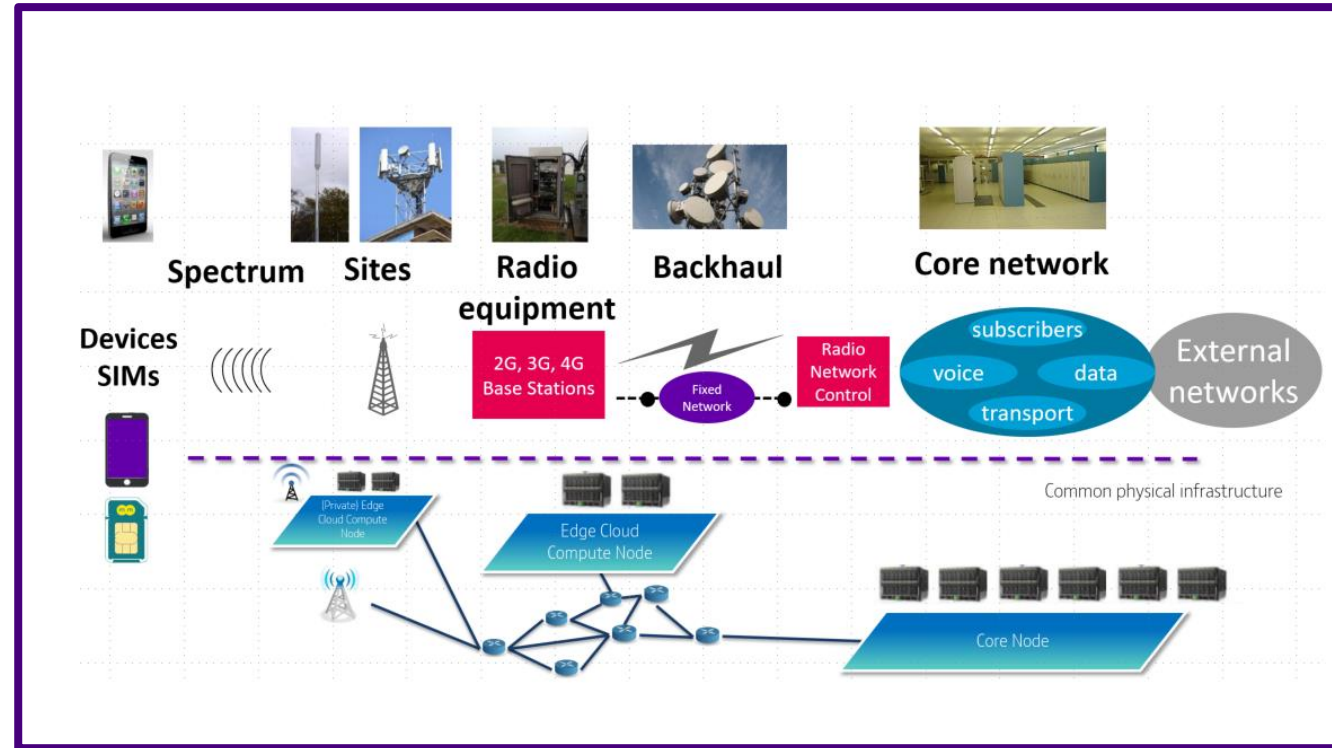 Spectrum
Sites
Radio
equipment
Backhaul
Core network
Devices
SIMs
2G, 3G, 4G
Base Stations
Fixed
Network
Radio
Network
Control
subscribers
voice
data
transport
External
networks
Common physical infrastructure
(Private) Edge
Cloud Compute
Node
Edge Cloud
Compute Node
Core Node